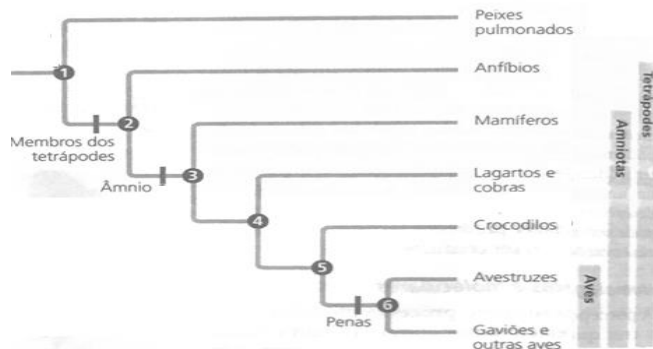 Peixes
pulmonados
1
Anfíbios
2
Membros dos
tetrápodes
Mamíferos
3
Âmnio
Lagartos e
cobras
4
Crocodilos
5
Avestruzes
6
Penas
Gaviões e
outras aves
Aves
Amniotas
Tetrápodes